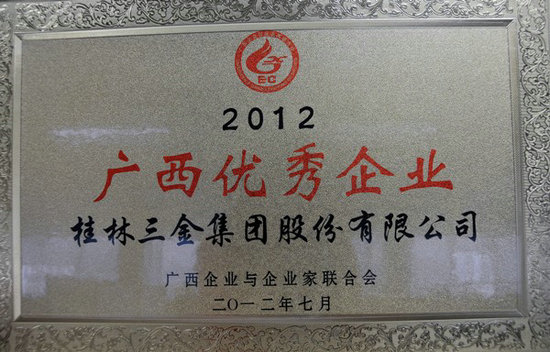 2012
广西优秀企业
桂林三金集团股份有限公司
广西企业与企业家联合会
二〇一二年七月